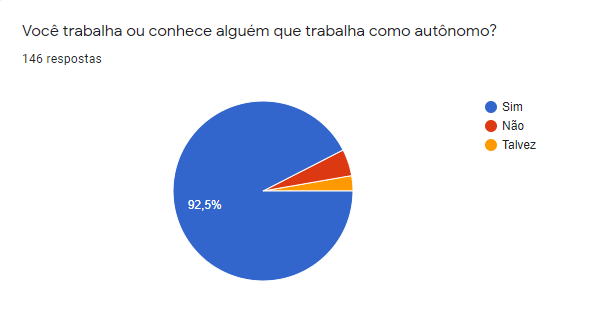 Você trabalha ou conhece alguém que trabalha como autônomo?
146 respostas
Sim
Não
Talvez
92,5%